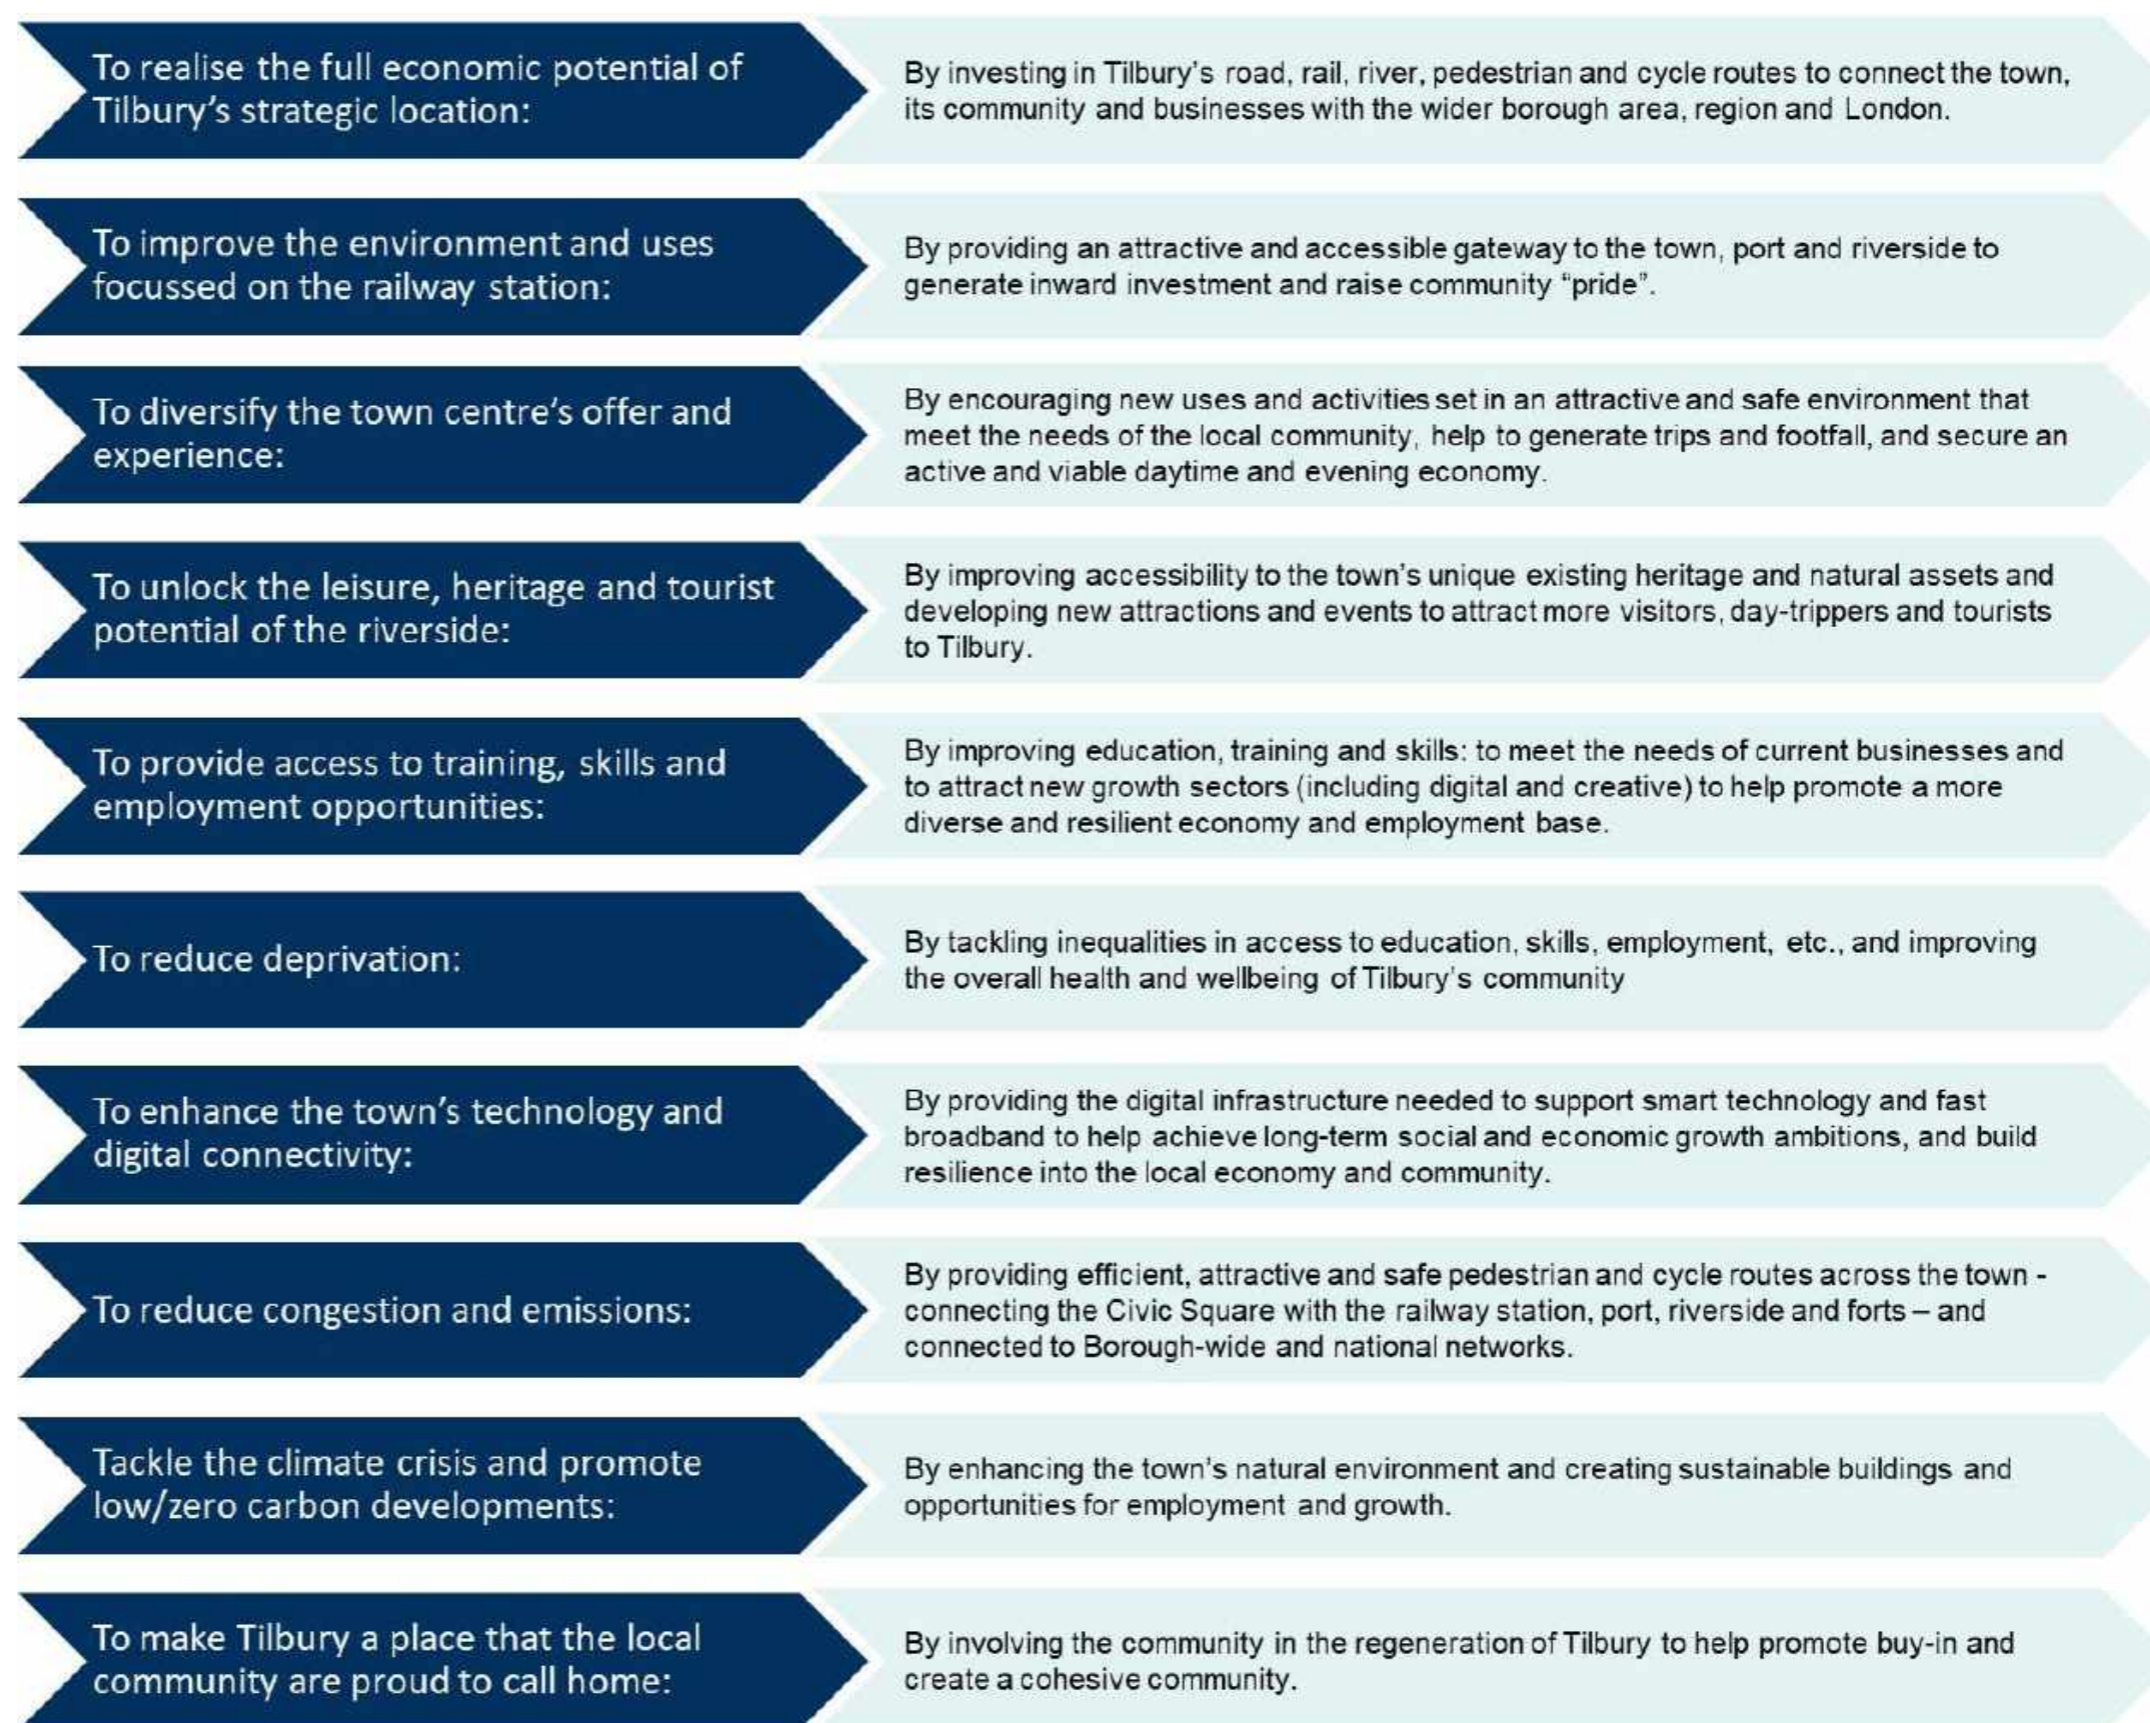 To realise the full economic potential of
Tilbury's strategic location:
By investing in Tilbury's road, rail, river, pedestrian and cycle routes to connect the town,
its community and businesses with the wider borough area, region and London.
To improve the environment and uses
focussed on the railway station:
By providing an attractive and accessible gateway to the town, port and riverside to
generate inward investment and raise community "pride".
To diversify the town centre's offer and
experience:
By encouraging new uses and activities set in an attractive and safe environment that
meet the needs of the local community, help to generate trips and footfall, and secure an
active and viable daytime and evening economy.
To unlock the leisure, heritage and tourist
potential of the riverside:
By improving accessibility to the town's unique existing heritage and natural assets and
developing new attractions and events to attract more visitors, day-trippers and tourists
to Tilbury.
To provide access to training, skills and
employment opportunities:
By improving education, training and skills: to meet the needs of current businesses and
to attract new growth sectors (including digital and creative) to help promote a more
diverse and resilient economy and employment base.
To reduce deprivation:
By tackling inequalities in access to education, skills, employment, etc., and improving
the overall health and wellbeing of Tilbury's community
To enhance the town's technology and
digital connectivity:
By providing the digital infrastructure needed to support smart technology and fast
broadband to help achieve long-term social and economic growth ambitions, and build
resilience into the local economy and community.
To reduce congestion and emissions:
By providing efficient, attractive and safe pedestrian and cycle routes across the town -
connecting the Civic Square with the railway station, port, riverside and forts – and
connected to Borough-wide and national networks.
Tackle the climate crisis and promote
low/zero carbon developments:
By enhancing the town's natural environment and creating sustainable buildings and
opportunities for employment and growth.
To make Tilbury a place that the local
community are proud to call home:
By involving the community in the regeneration of Tilbury to help promote buy-in and
create a cohesive community.